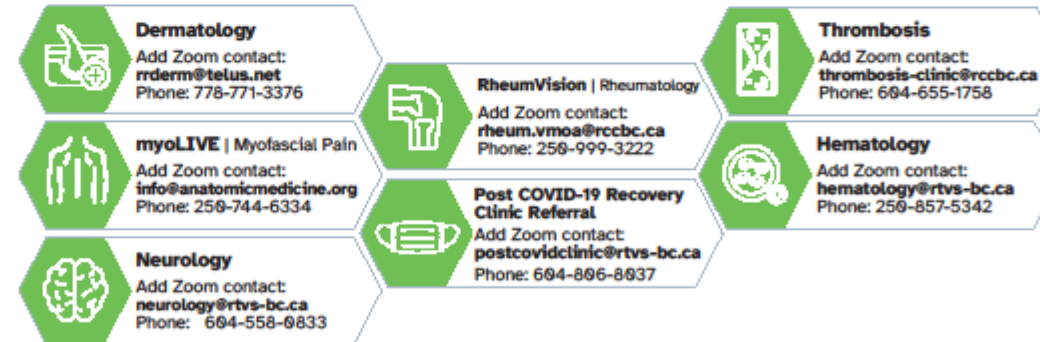 Dermatology
Add Zoom contact:
rrderm@telus.net
Phone: 778-771-3376
myoLIVE | Myofascial Pain
Add Zoom contact:
info@anatomicmedicine.org
Phone: 250-744-6334
Neurology
Add Zoom contact:
neurology@rtvs-bc.ca
Phone: 604-558-0833
RheumVision | Rheumatology
Add Zoom contact:
rheum.vmoa@rccbc.ca
Phone: 250-999-3222
Post COVID-19 Recovery
Clinic Referral
Add Zoom contact:
postcovidclinic@rtvs-bc.ca
Phone: 604-806-8037
Thrombosis
Add Zoom contact:
thrombosis-clinic@rccbc.ca
Phone: 604-655-1758
Hematology
Add Zoom contact:
hematology@rtvs-bc.ca
Phone: 250-857-5342